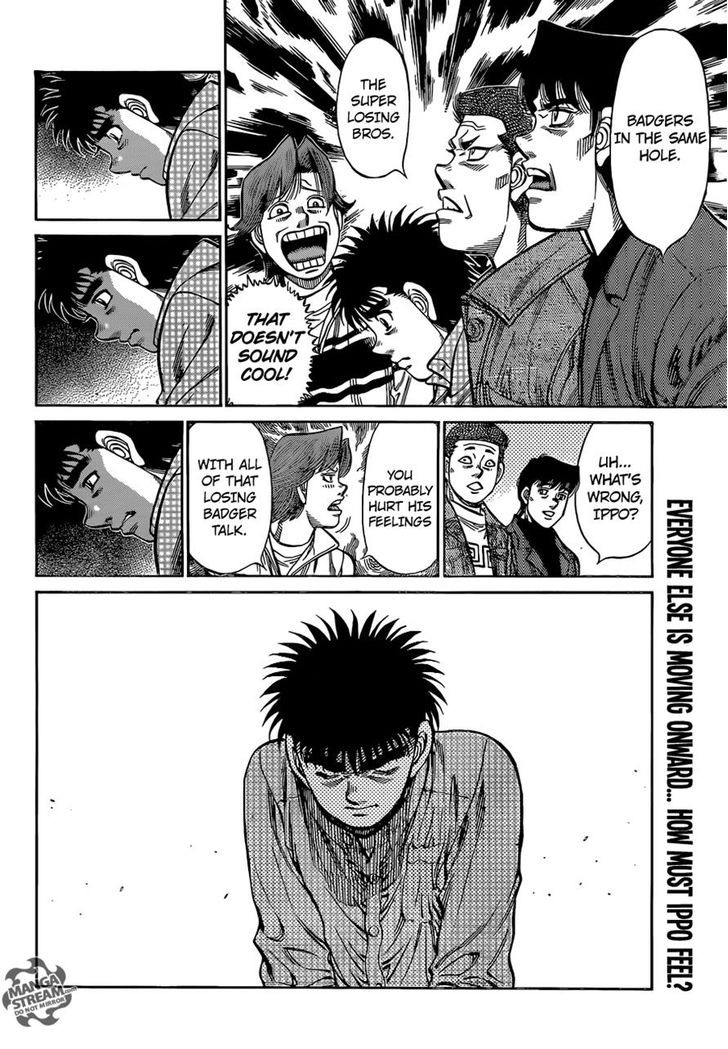 BADGERS
IN THE SAME
HOLE.
THE
SUPER
LOSING
BROS.
THAT
DOESN'T
SOUND
COOL!
UH...
WHAT'S
WRONG,
IPPO?
YOU
PROBABLY
HURT HIS
FEELINGS
WITH ALL
OF THAT
LOSING
BADGER
TALK.
EVERYONE ELSE IS MOVING ONWARD... HOW MUST IPPO FEEL?
MANGA
STREAM.com
DO NOT MIRROR